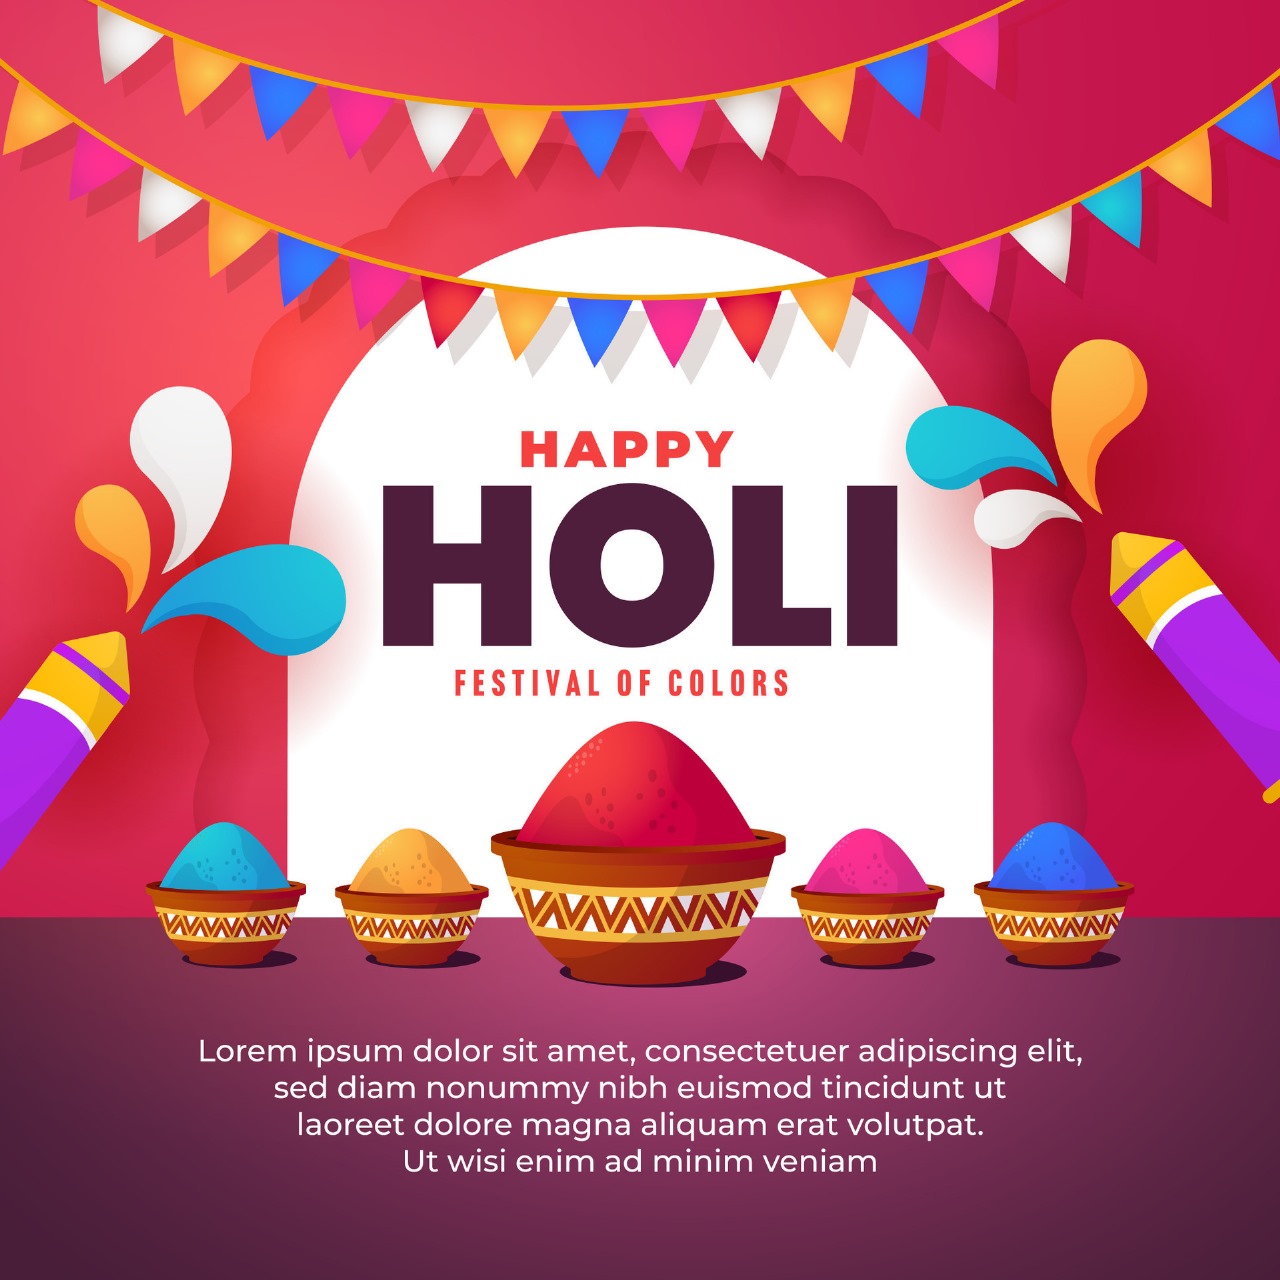 HAPPY
HOLI
FESTIVAL OF COLORS
Lorem ipsum dolor sit amet, consectetuer adipiscing elit,
sed diam nonummy nibh euismod tincidunt ut
laoreet dolore magna aliquam erat volutpat.
Ut wisi enim ad minim veniam